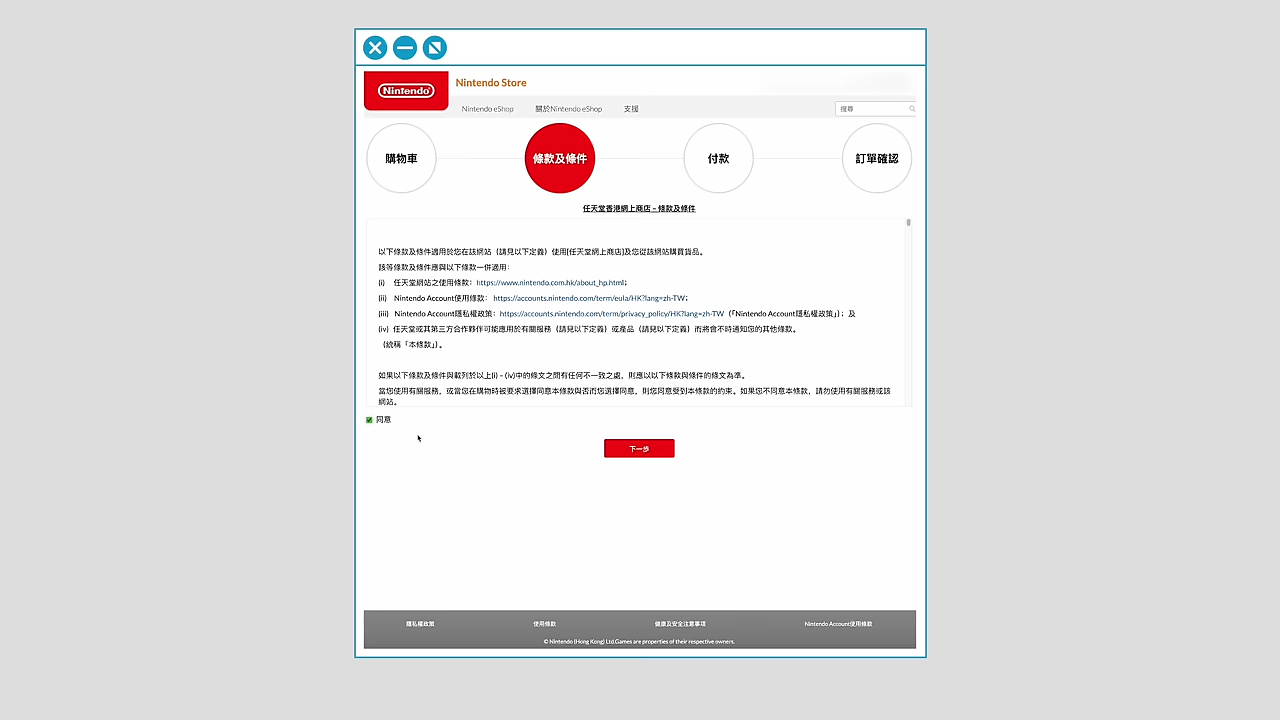 Nintendo
Nintendo Store
Nintendo eShop 關於Nintendo eShop 支援 搜尋
購物車 條款及條件 付款 訂單確認
任天堂香港網上商店 – 條款及條件
以下條款及條件適用於您在該網站（請見以下定義）使用[任天堂網上商店]及您從該網站購買貨品。
該等條款及條件應與以下條款一併適用:
(i) 任天堂網站之使用條款： https://www.nintendo.com.hk/about_hp.html;
(ii) Nintendo Account使用條款： https://accounts.nintendo.com/term/eula/HK?lang=zh-TW;
(iii) Nintendo Account隱私權政策： https://accounts.nintendo.com/term/privacy_policy/HK?lang=zh-TW（「Nintendo Account隱私權政策」）；及
(iv) 任天堂或其第三方合作夥伴可能應用於有關服務（請見以下定義）或產品（請見以下定義）而將會不時通知您的其他條款。
（統稱「本條款」）。
如果以下條款及條件與載列於以上(i) – (iv)中的條文之間有任何不一致之處，則應以以下條款與條件的條文為準。
當您使用有關服務，或當您在購物時被要求選擇同意本條款與否而您選擇同意，則您同意受到本條款的約束。如果您不同意本條款，請勿使用有關服務或該
網站。
同意
下一步
隱私權政策 使用條款 健康及安全注意事項 Nintendo Account使用條款
© Nintendo (Hong Kong) Ltd.Games are properties of their respective owners.